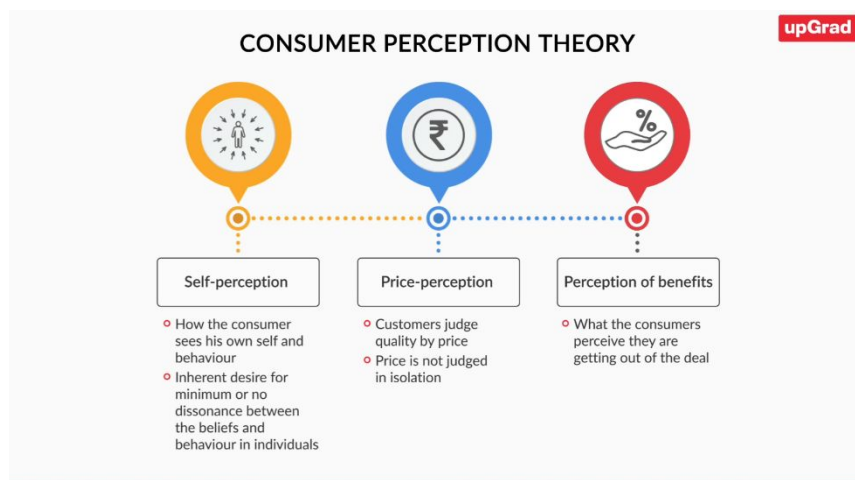 upGrad
CONSUMER PERCEPTION THEORY
₹
%
Self-perception
How the consumer
sees his own self and
behaviour
Inherent desire for
minimum or no
dissonance between
the beliefs and
behaviour in individuals
Price-perception
Customers judge
quality by price
Price is not judged
in isolation
Perception of benefits
What the consumers
perceive they are
getting out of the deal